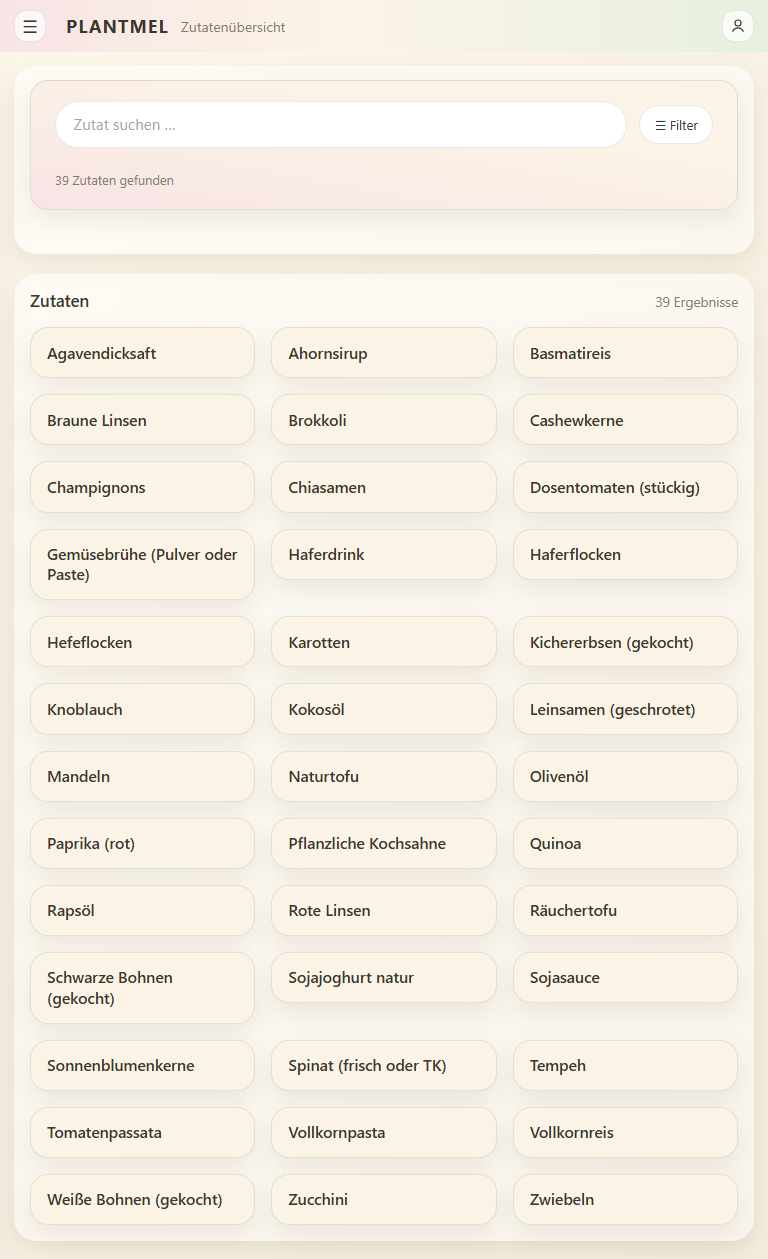 PLANTMEL Zutatenübersicht
Zutat suchen ...
☰ Filter
39 Zutaten gefunden
Zutaten
39 Ergebnisse
Agavendicksaft
Ahornsirup
Basmatireis
Braune Linsen
Brokkoli
Cashewkerne
Champignons
Chiasamen
Dosentomaten (stückig)
Gemüsebrühe (Pulver oder
Paste)
Haferdrink
Haferflocken
Hefeflocken
Karotten
Kichererbsen (gekocht)
Knoblauch
Kokosöl
Leinsamen (geschrotet)
Mandeln
Naturtofu
Olivenöl
Paprika (rot)
Pflanzliche Kochsahne
Quinoa
Rapsöl
Rote Linsen
Räuchertofu
Schwarze Bohnen
(gekocht)
Sojajoghurt natur
Sojasauce
Sonnenblumenkerne
Spinat (frisch oder TK)
Tempeh
Tomatenpassata
Vollkornpasta
Vollkornreis
Weiße Bohnen (gekocht)
Zucchini
Zwiebeln